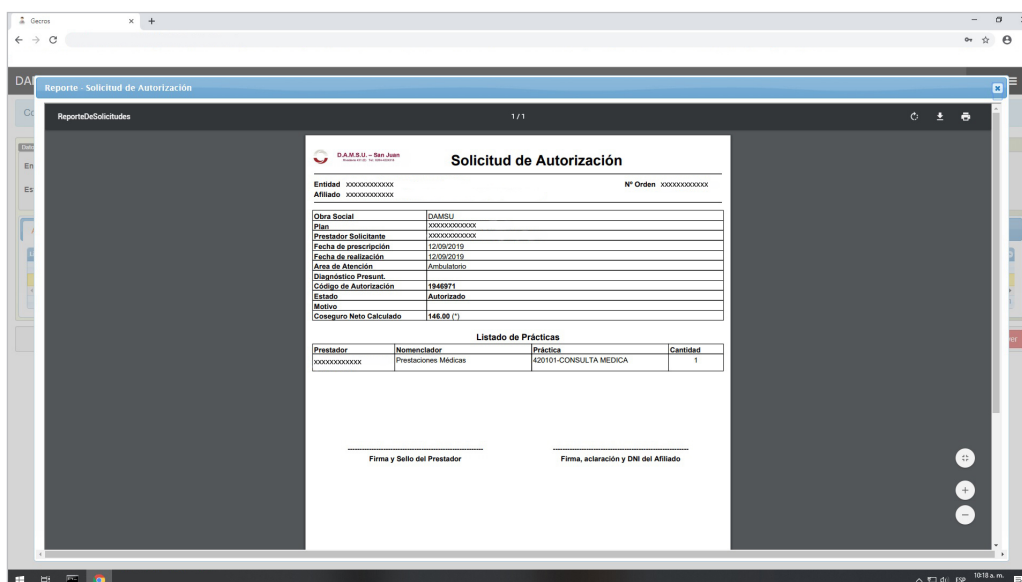 Gecros
DA
Reporte - Solicitud de Autorización
ReporteDeSolicitudes 1 / 1
D.A.M.S.U. – San Juan
Solicitud de Autorización
Entidad xxxxxxxxxxxx Nº Orden xxxxxxxxxxxx
Afiliado xxxxxxxxxxxx
Obra Social DAMSU
Plan xxxxxxxxxxxx
Prestador Solicitante xxxxxxxxxxxx
Fecha de prescripción 12/09/2019
Fecha de realización 12/09/2019
Area de Atención Ambulatorio
Diagnóstico Presunt.
Código de Autorización 1946971
Estado Autorizado
Motivo
Coseguro Neto Calculado 146.00 (*)
Listado de Prácticas
Prestador Nomenclador Práctica Cantidad
xxxxxxxxxxxx Prestaciones Médicas 420101-CONSULTA MEDICA 1
Firma y Sello del Prestador Firma, aclaración y DNI del Afiliado
ESP 10:18 a. m.